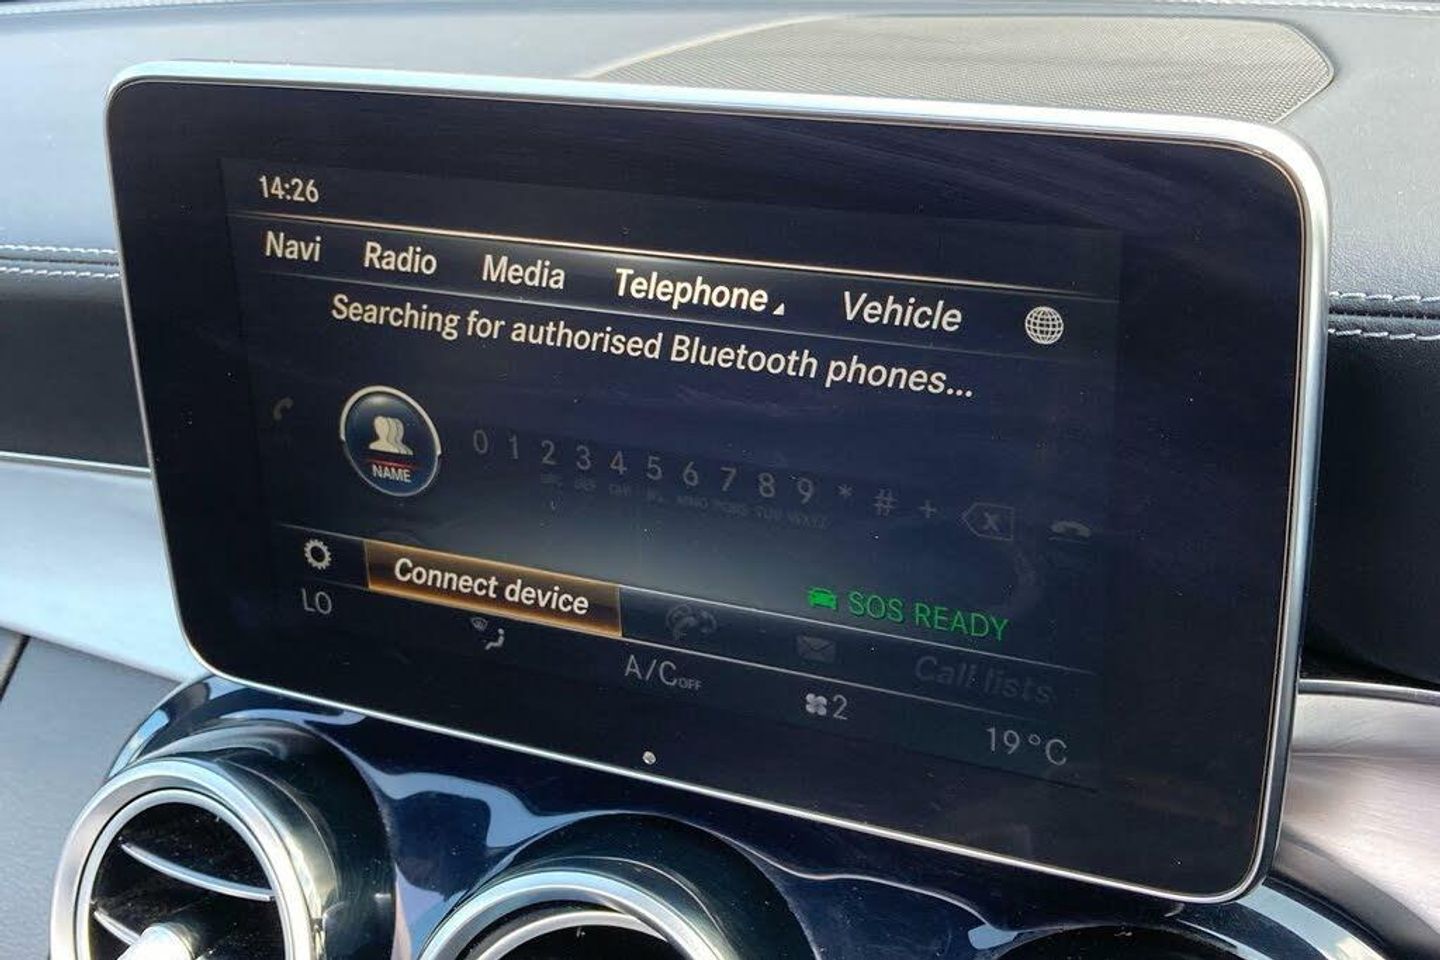 14:26
Navi Radio Media Telephone Vehicle
Searching for authorised Bluetooth phones...
NAME
0 1 2 3 4 5 6 7 8 9 * # +
Connect device
SOS READY
Call lists
LO
A/C OFF
2
19°C